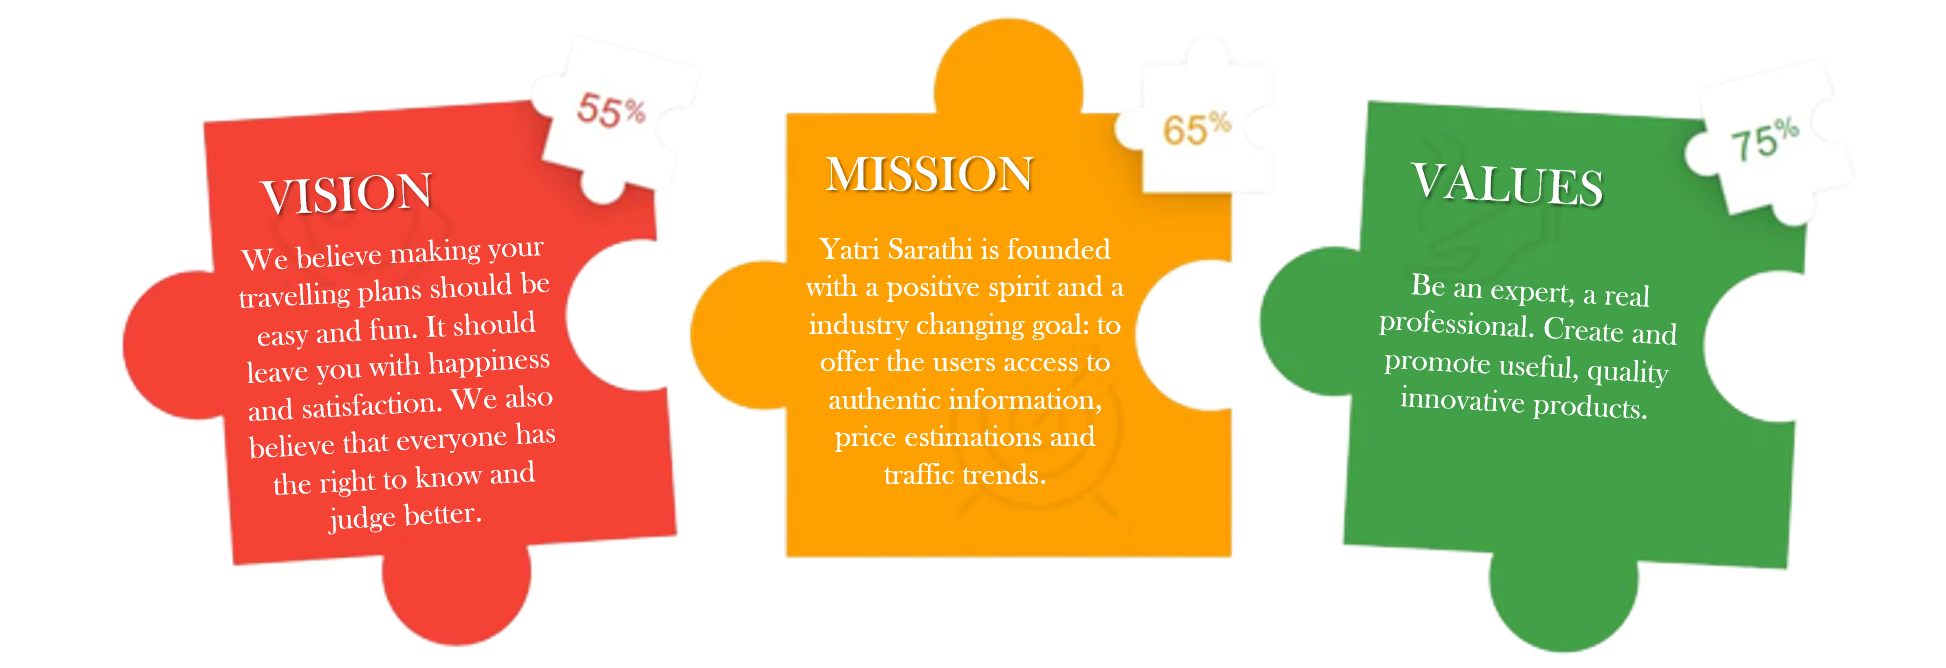 55%
VISION
We believe making your
travelling plans should be
easy and fun. It should
leave you with happiness
and satisfaction. We also
believe that everyone has
the right to know and
judge better.
65%
MISSION
Yatri Sarathi is founded
with a positive spirit and a
industry changing goal: to
offer the users access to
authentic information,
price estimations and
traffic trends.
75%
VALUES
Be an expert, a real
professional. Create and
promote useful, quality
innovative products.